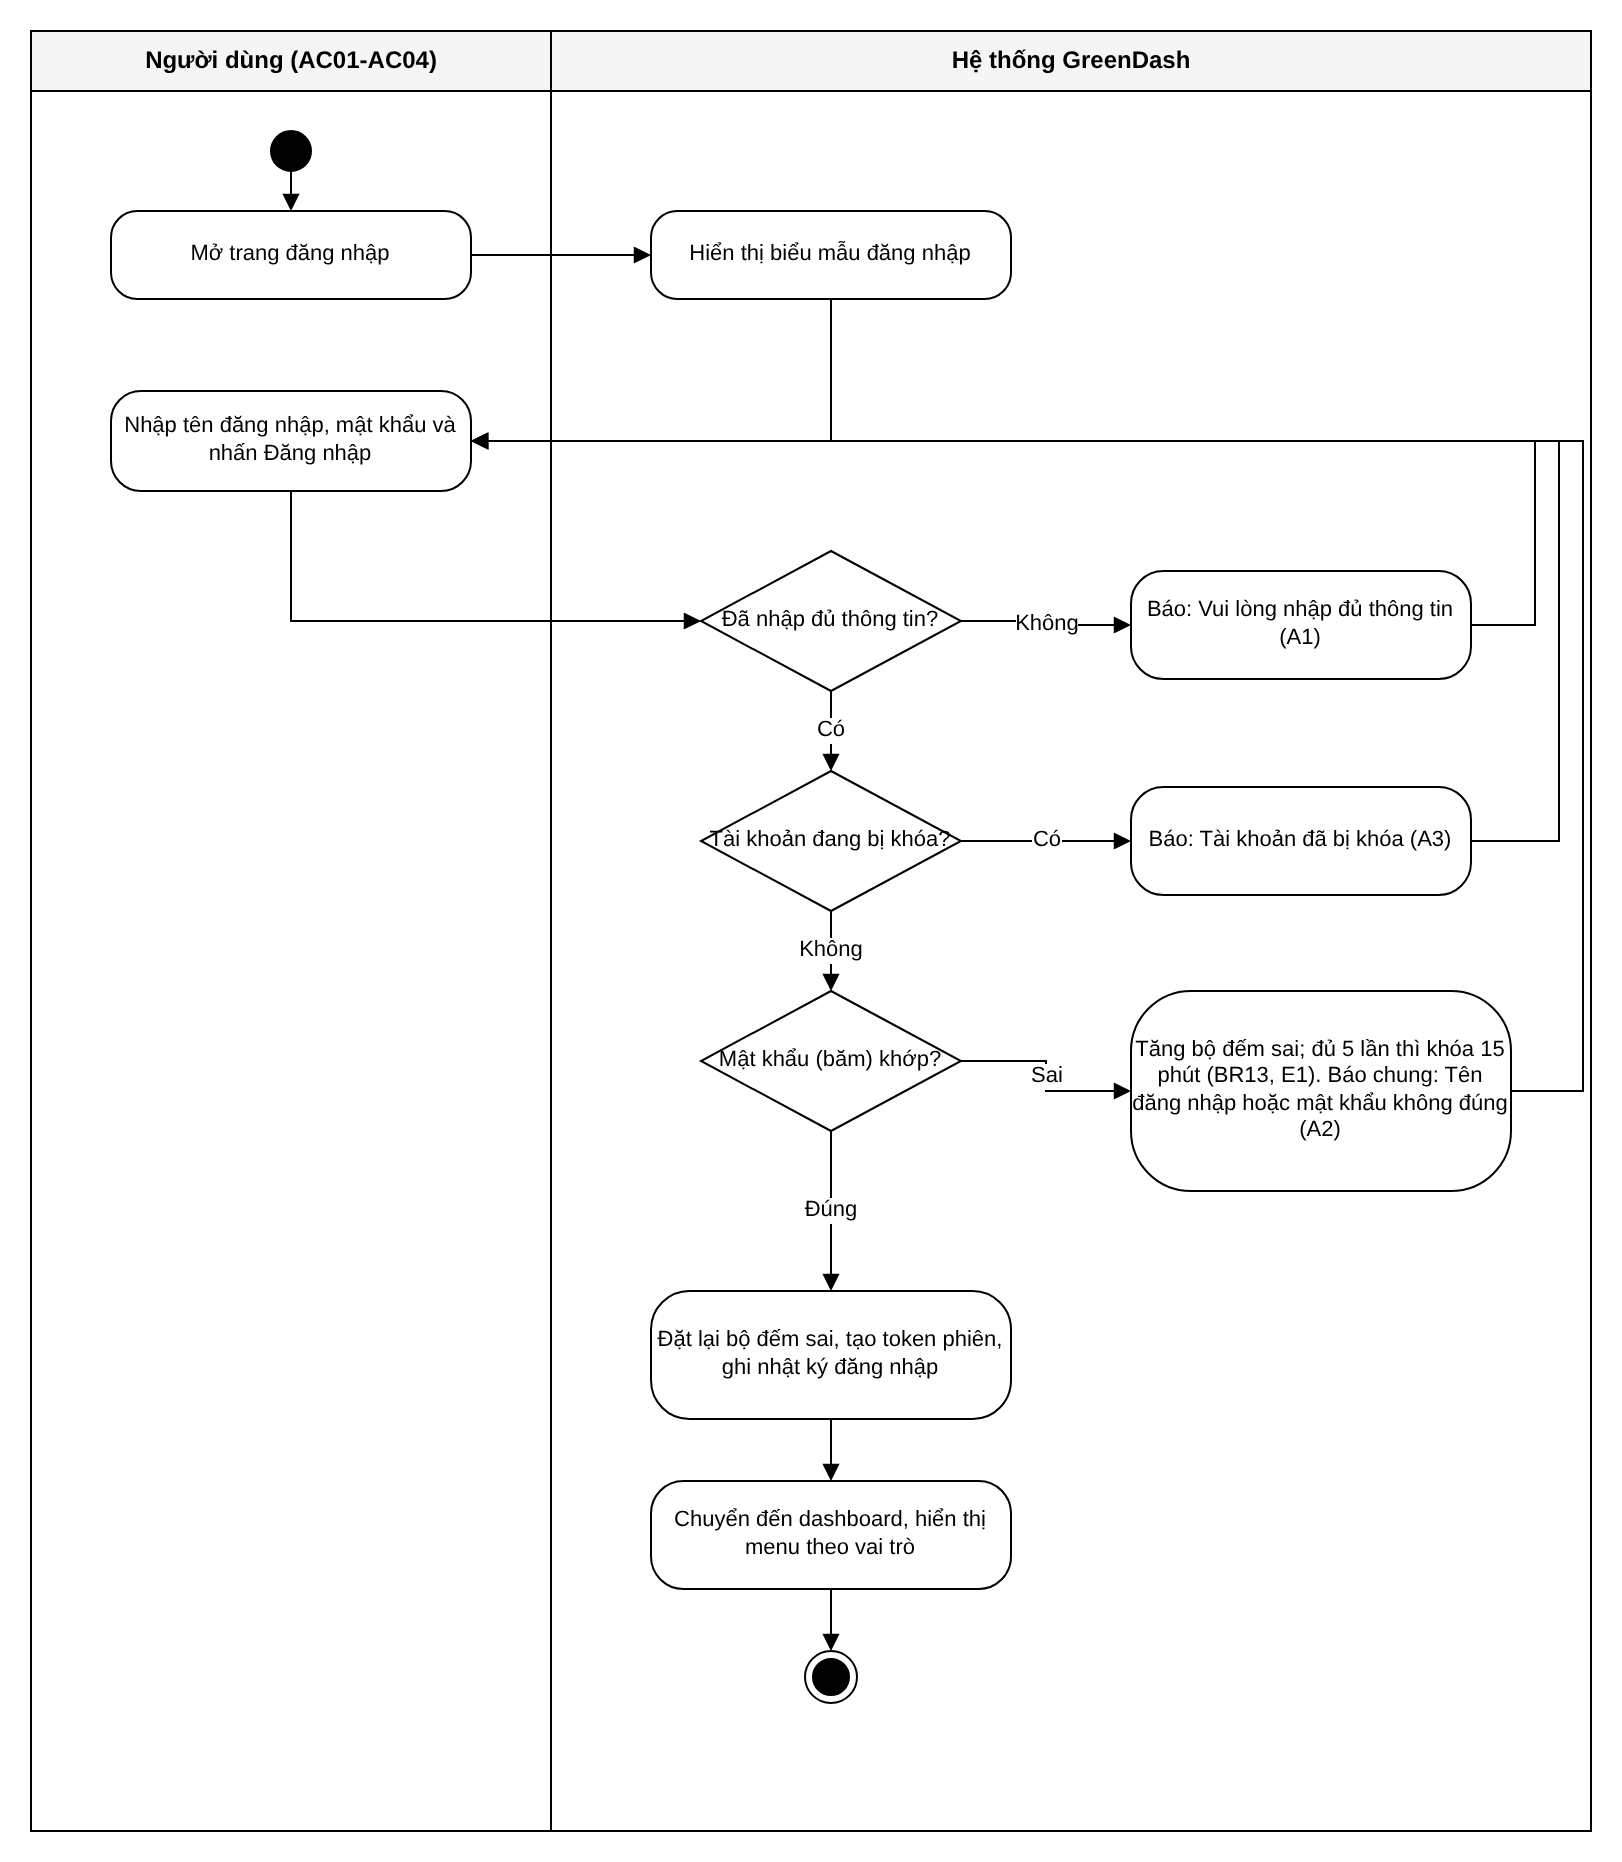 Người dùng (AC01-AC04)
Hệ thống GreenDash
Mở trang đăng nhập
Hiển thị biểu mẫu đăng nhập
Nhập tên đăng nhập, mật khẩu và
nhấn Đăng nhập
Đã nhập đủ thông tin?
Không
Báo: Vui lòng nhập đủ thông tin
(A1)
Có
Tài khoản đang bị khóa?
Có
Báo: Tài khoản đã bị khóa (A3)
Không
Mật khẩu (băm) khớp?
Sai
Tăng bộ đếm sai; đủ 5 lần thì khóa 15
phút (BR13, E1). Báo chung: Tên
đăng nhập hoặc mật khẩu không đúng
(A2)
Đúng
Đặt lại bộ đếm sai, tạo token phiên,
ghi nhật ký đăng nhập
Chuyển đến dashboard, hiển thị
menu theo vai trò